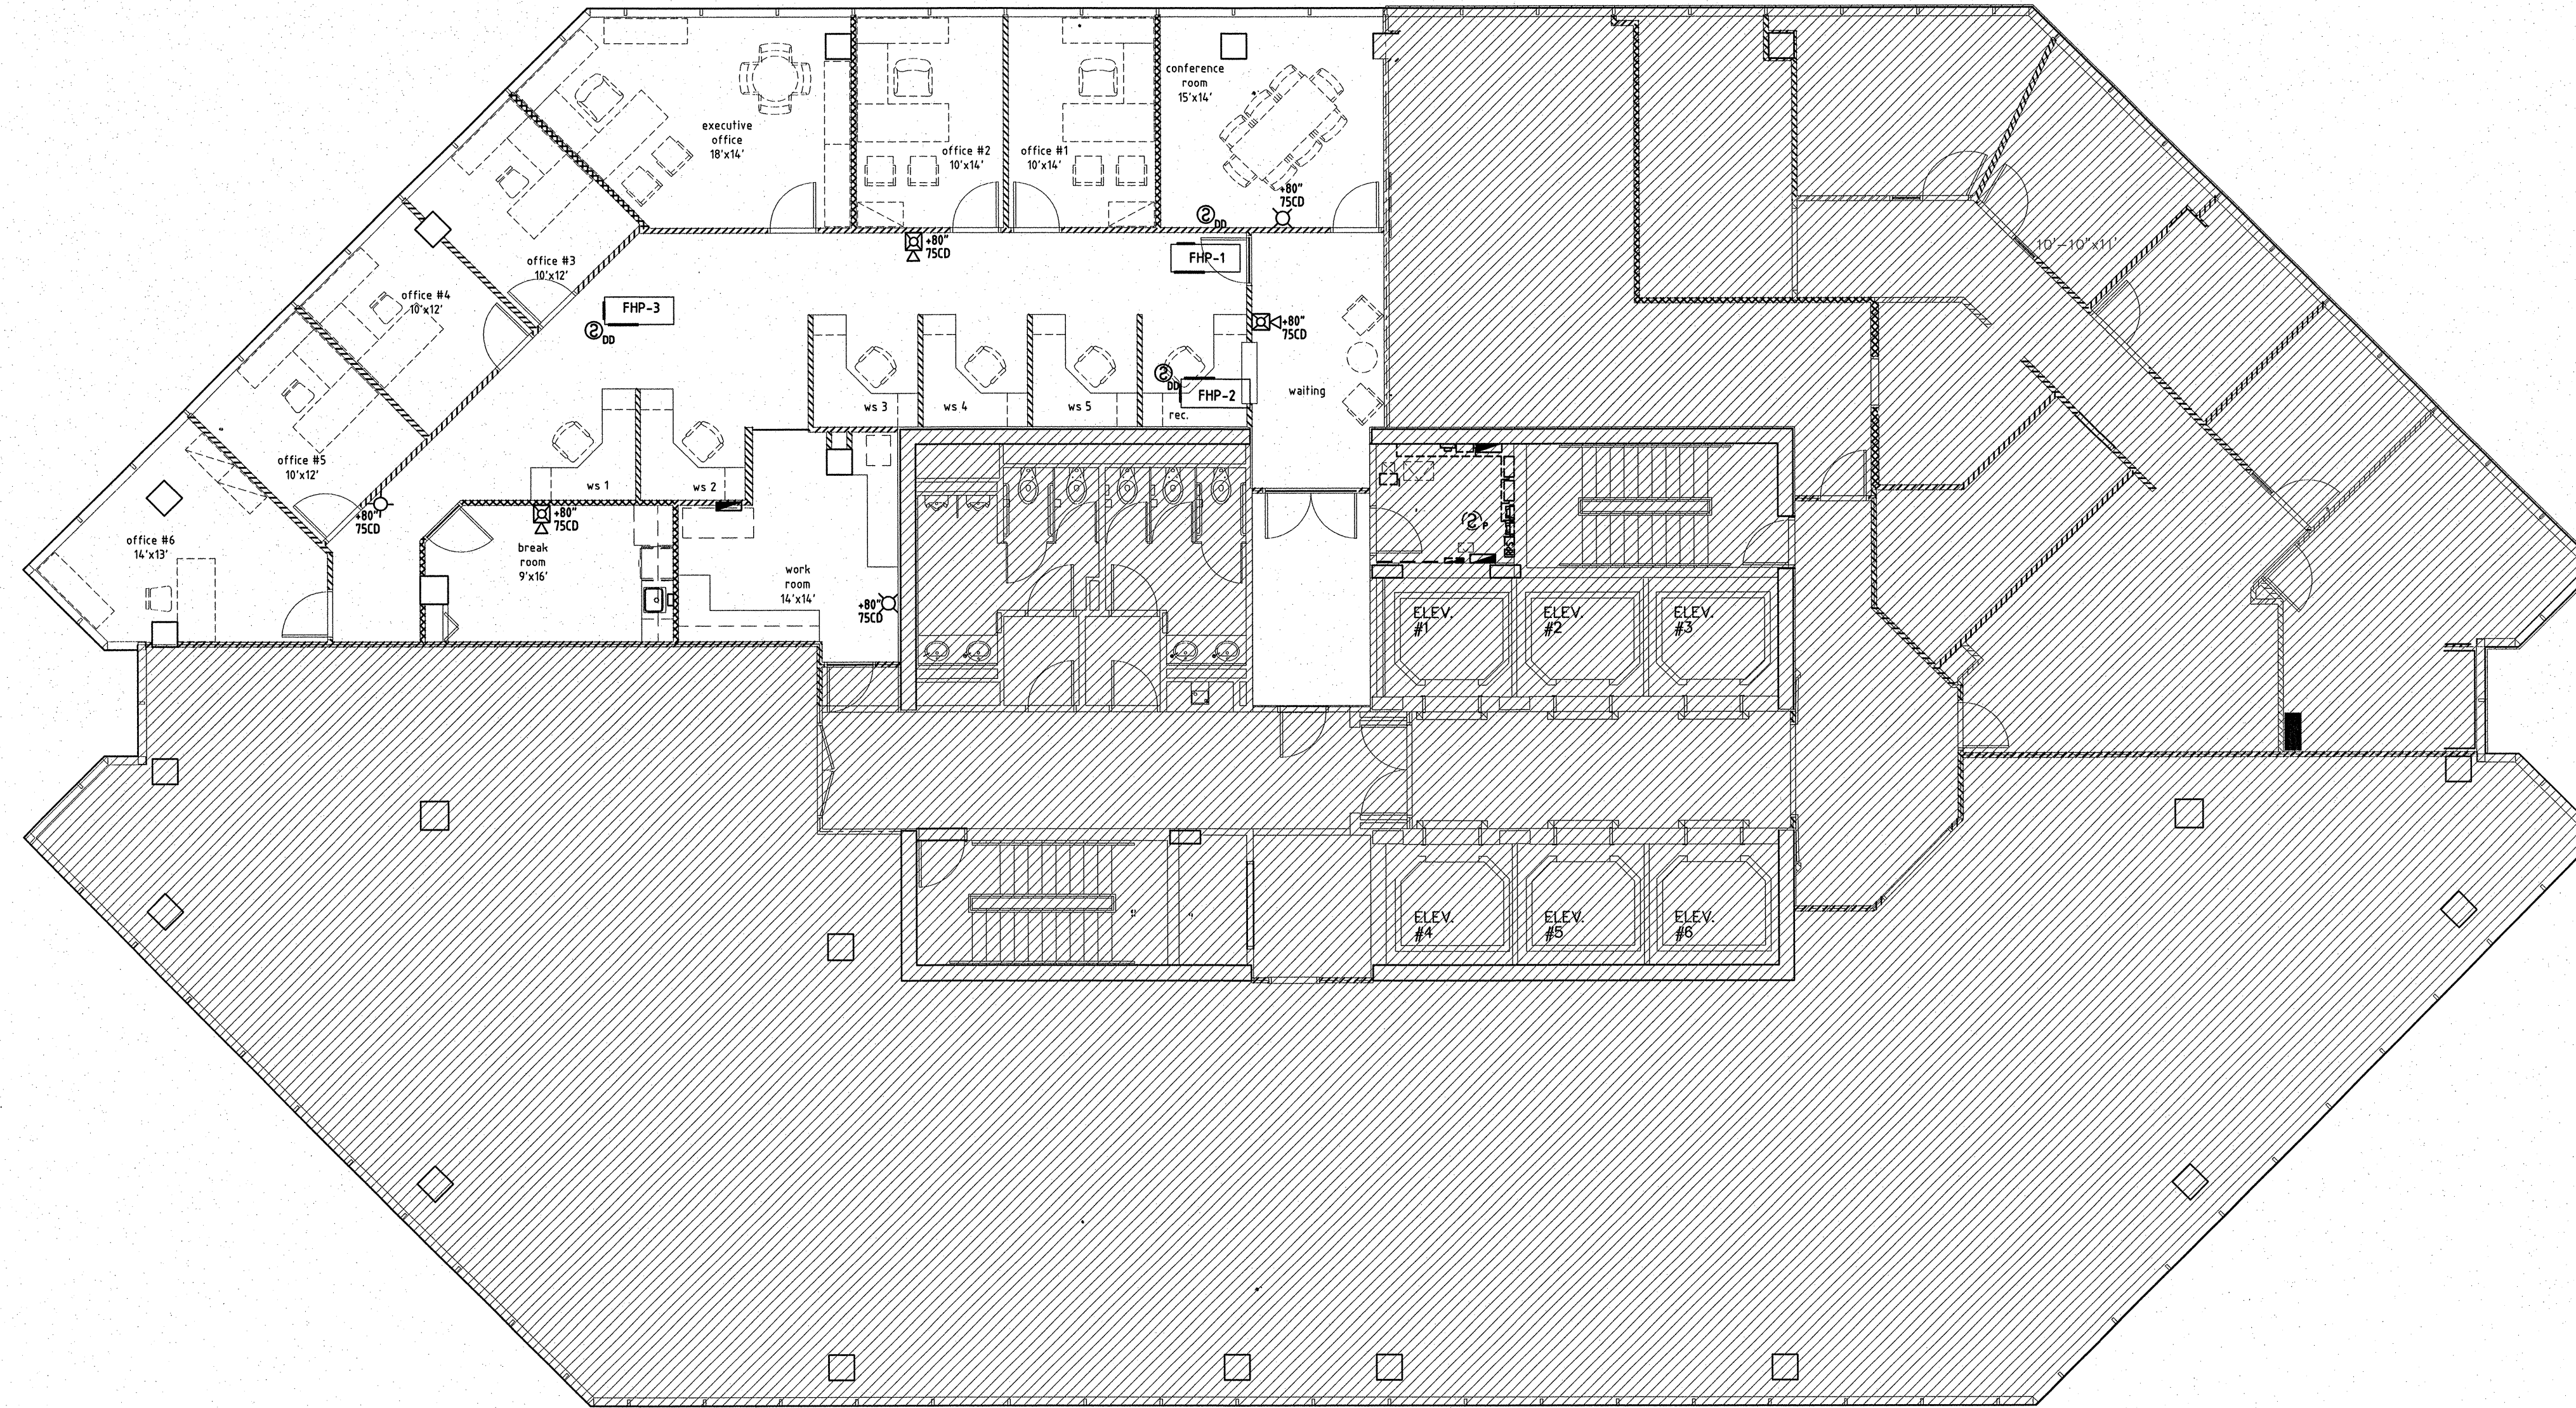 conference
room
15'x14'
executive
office
18'x14'
office #2
10'x14'
office #1
10'x14'
+80"
75CD
S
DD
+80"
75CD
FHP-1
10'-10"x11'
office #3
10'x12'
office #4
10'x12'
FHP-3
S
DD
+80"
75CD
S
DD
FHP-2
waiting
ws 3
ws 4
ws 5
rec.
office #5
10'x12'
ws 1
ws 2
+80"
75CD
+80"
75CD
S
P
office #6
14'x13'
break
room
9'x16'
work
room
14'x14'
+80"
75CD
ELEV.
#1
ELEV.
#2
ELEV.
#3
ELEV.
#4
ELEV.
#5
ELEV.
#6